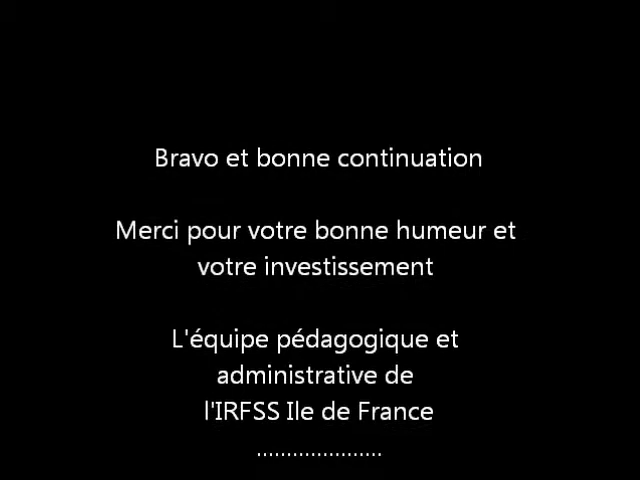 Bravo et bonne continuation
Merci pour votre bonne humeur et
votre investissement
L'équipe pédagogique et
administrative de
l'IRFSS Ile de France
.....................